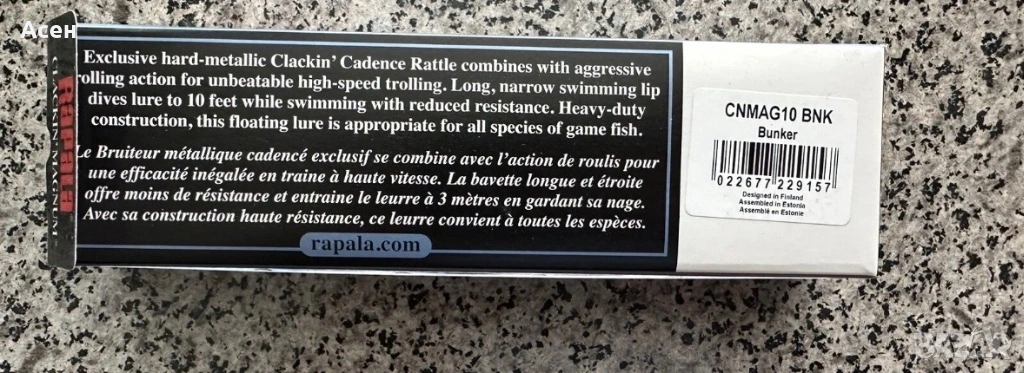 Асен
RAPALA
CLACKIN' MAGNUM
Exclusive hard-metallic Clackin' Cadence Rattle combines with aggressive
rolling action for unbeatable high-speed trolling. Long, narrow swimming lip
dives lure to 10 feet while swimming with reduced resistance. Heavy-duty
construction, this floating lure is appropriate for all species of game fish.
Le Bruiteur métallique cadencé exclusif se combine avec l'action de roulis pour
une efficacité inégalée en traine à haute vitesse. La bavette longue et étroite
offre moins de résistance et entraine le leurre à 3 mètres en gardant sa nage.
Avec sa construction haute résistance, ce leurre convient à toutes les espèces.
rapala.com
CNMAG10 BNK
Bunker
0 22677 22915 7
Designed in Finland
Assembled in Estonia
Assemblé en Estonie
BAZAR